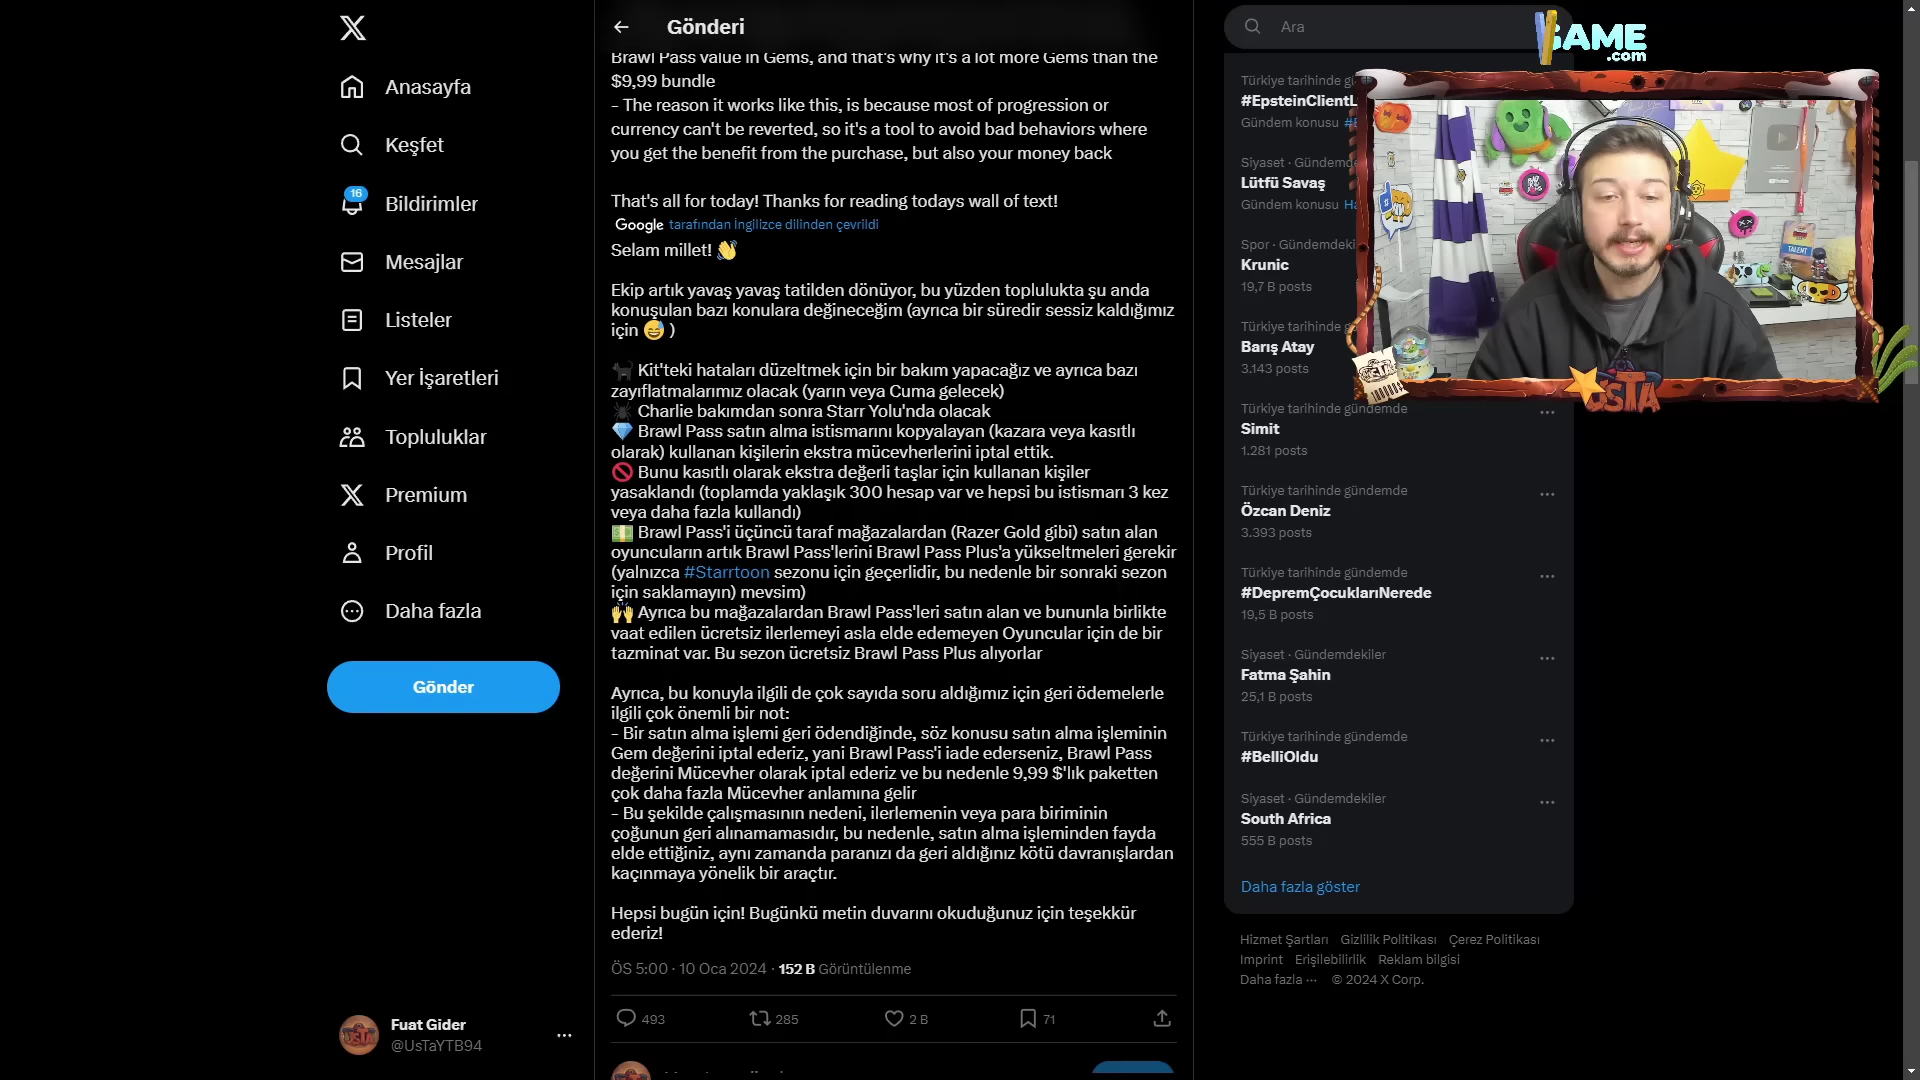 Gönderi
Anasayfa
Keşfet
16
Bildirimler
Mesajlar
Listeler
Yer İşaretleri
Topluluklar
Premium
Profil
Daha fazla
Gönder
Fuat Gider
@UsTaYTB94
Brawl Pass value in Gems, and that's why it's a lot more Gems than the
$9,99 bundle
- The reason it works like this, is because most of progression or
currency can't be reverted, so it's a tool to avoid bad behaviors where
you get the benefit from the purchase, but also your money back
That's all for today! Thanks for reading todays wall of text!
Google tarafından İngilizce dilinden çevrildi
Selam millet! 👋
Ekip artık yavaş yavaş tatilden dönüyor, bu yüzden toplulukta şu anda
konuşulan bazı konulara değineceğim (ayrıca bir süredir sessiz kaldığımız
için 😅 )
🐈‍⬛ Kit'teki hataları düzeltmek için bir bakım yapacağız ve ayrıca bazı
zayıflatmalarımız olacak (yarın veya Cuma gelecek)
🕷 Charlie bakımdan sonra Starr Yolu'nda olacak
💎 Brawl Pass satın alma istismarını kopyalayan (kazara veya kasıtlı
olarak) kullanan kişilerin ekstra mücevherlerini iptal ettik.
🚫 Bunu kasıtlı olarak ekstra değerli taşlar için kullanan kişiler
yasaklandı (toplamda yaklaşık 300 hesap var ve hepsi bu istismarı 3 kez
veya daha fazla kullandı)
💵 Brawl Pass'i üçüncü taraf mağazalardan (Razer Gold gibi) satın alan
oyuncuların artık Brawl Pass'lerini Brawl Pass Plus'a yükseltmeleri gerekir
(yalnızca #Starrtoon sezonu için geçerlidir, bu nedenle bir sonraki sezon
için saklamayın) mevsim)
🙌 Ayrıca bu mağazalardan Brawl Pass'leri satın alan ve bununla birlikte
vaat edilen ücretsiz ilerlemeyi asla elde edemeyen Oyuncular için de bir
tazminat var. Bu sezon ücretsiz Brawl Pass Plus alıyorlar
Ayrıca, bu konuyla ilgili de çok sayıda soru aldığımız için geri ödemelerle
ilgili çok önemli bir not:
- Bir satın alma işlemi geri ödendiğinde, söz konusu satın alma işleminin
Gem değerini iptal ederiz, yani Brawl Pass'i iade ederseniz, Brawl Pass
değerini Mücevher olarak iptal ederiz ve bu nedenle 9,99 $'lık paketten
çok daha fazla Mücevher anlamına gelir
- Bu şekilde çalışmasının nedeni, ilerlemenin veya para biriminin
çoğunun geri alınamamasıdır, bu nedenle, satın alma işleminden fayda
elde ettiğiniz, aynı zamanda paranızı da geri aldığınız kötü davranışlardan
kaçınmaya yönelik bir araçtır.
Hepsi bugün için! Bugünkü metin duvarını okuduğunuz için teşekkür
ederiz!
ÖS 5:00 · 10 Oca 2024 · 152 B Görüntülenme
493
285
2 B
71
Ara
GAME
.com
Türkiye tarihinde
#EpsteinClientL
Gündem konusu
Siyaset · Gündemde
Lütfü Savaş
Gündem konusu
Spor · Gündemdeki
Krunic
19,7 B posts
Türkiye tarihinde
Barış Atay
3.143 posts
Türkiye tarihinde gündemde
Simit
1.281 posts
Türkiye tarihinde gündemde
Özcan Deniz
3.393 posts
Türkiye tarihinde gündemde
#DepremÇocuklarıNerede
19,5 B posts
Siyaset · Gündemdekiler
Fatma Şahin
25,1 B posts
Türkiye tarihinde gündemde
#BelliOldu
Siyaset · Gündemdekiler
South Africa
555 B posts
Daha fazla göster
Hizmet Şartları Gizlilik Politikası Çerez Politikası
Imprint Erişilebilirlik Reklam bilgisi
Daha fazla ··· © 2024 X Corp.
TALENT
USTA